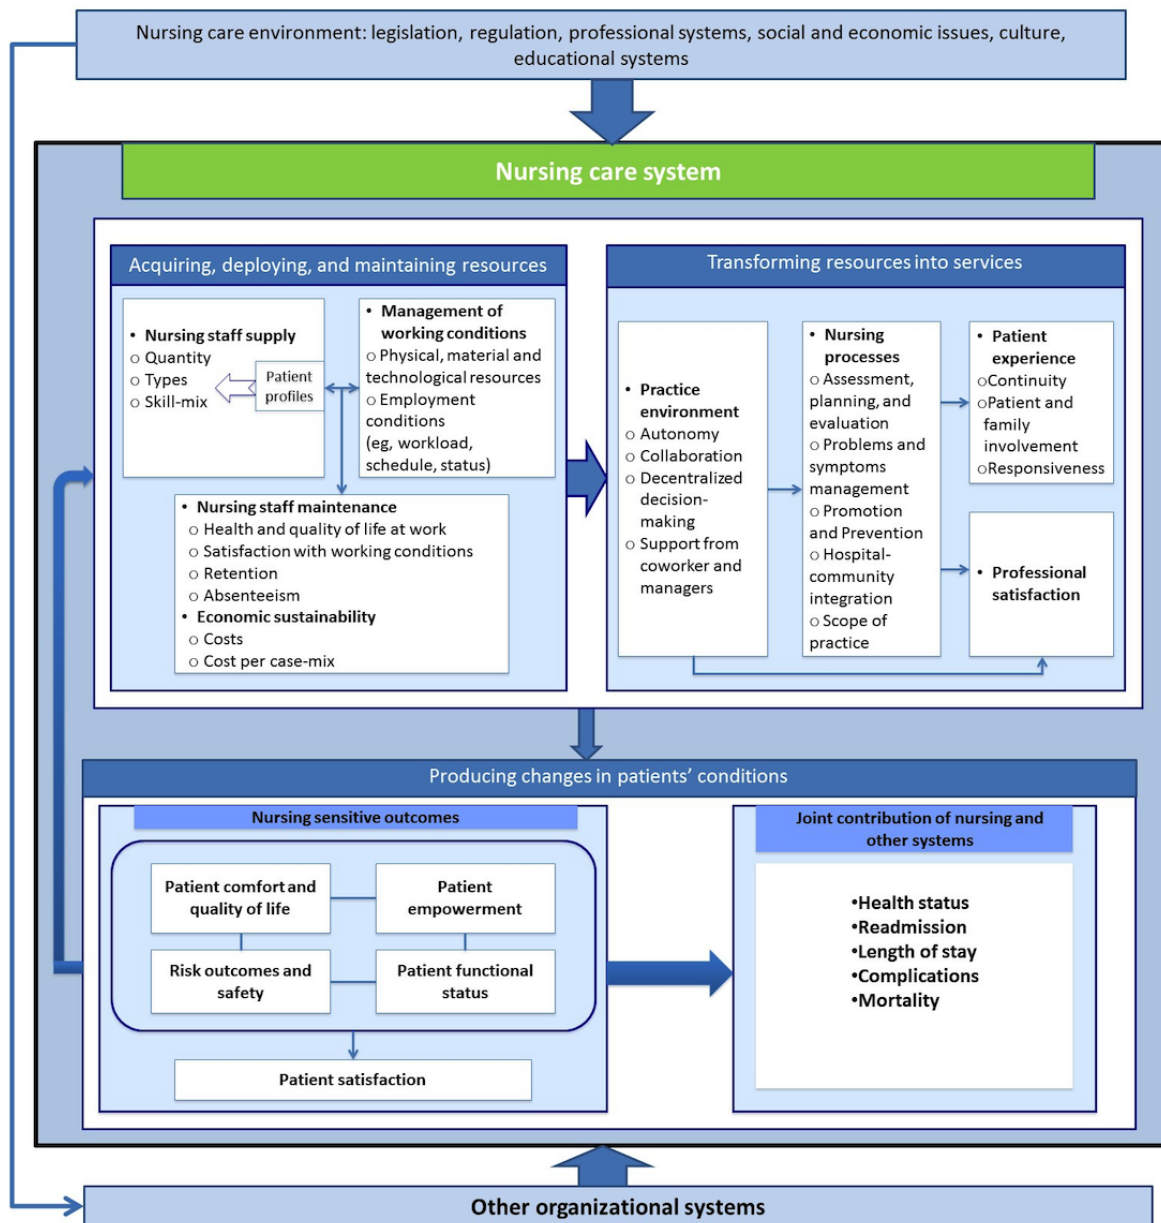 Nursing care environment: legislation, regulation, professional systems, social and economic issues, culture,
educational systems
Nursing care system
Acquiring, deploying, and maintaining resources
• Nursing staff supply
o Quantity
o Types
o Skill-mix
Patient
profiles
• Management of
working conditions
o Physical, material and
technological resources
o Employment
conditions
(eg, workload,
schedule, status)
• Nursing staff maintenance
o Health and quality of life at work
o Satisfaction with working conditions
o Retention
o Absenteeism
• Economic sustainability
o Costs
o Cost per case-mix
Transforming resources into services
• Practice environment
o Autonomy
o Collaboration
o Decentralized
decision-
making
o Support from
coworker and
managers
• Nursing
processes
o Assessment,
planning, and
evaluation
o Problems and
symptoms
management
o Promotion
and Prevention
o Hospital-
community
integration
o Scope of
practice
• Patient
experience
o Continuity
o Patient and
family
involvement
o Responsiveness
• Professional
satisfaction
Producing changes in patients’ conditions
Nursing sensitive outcomes
Patient comfort and
quality of life
Patient
empowerment
Risk outcomes and
safety
Patient functional
status
Patient satisfaction
Joint contribution of nursing and
other systems
•Health status
•Readmission
•Length of stay
•Complications
•Mortality
Other organizational systems